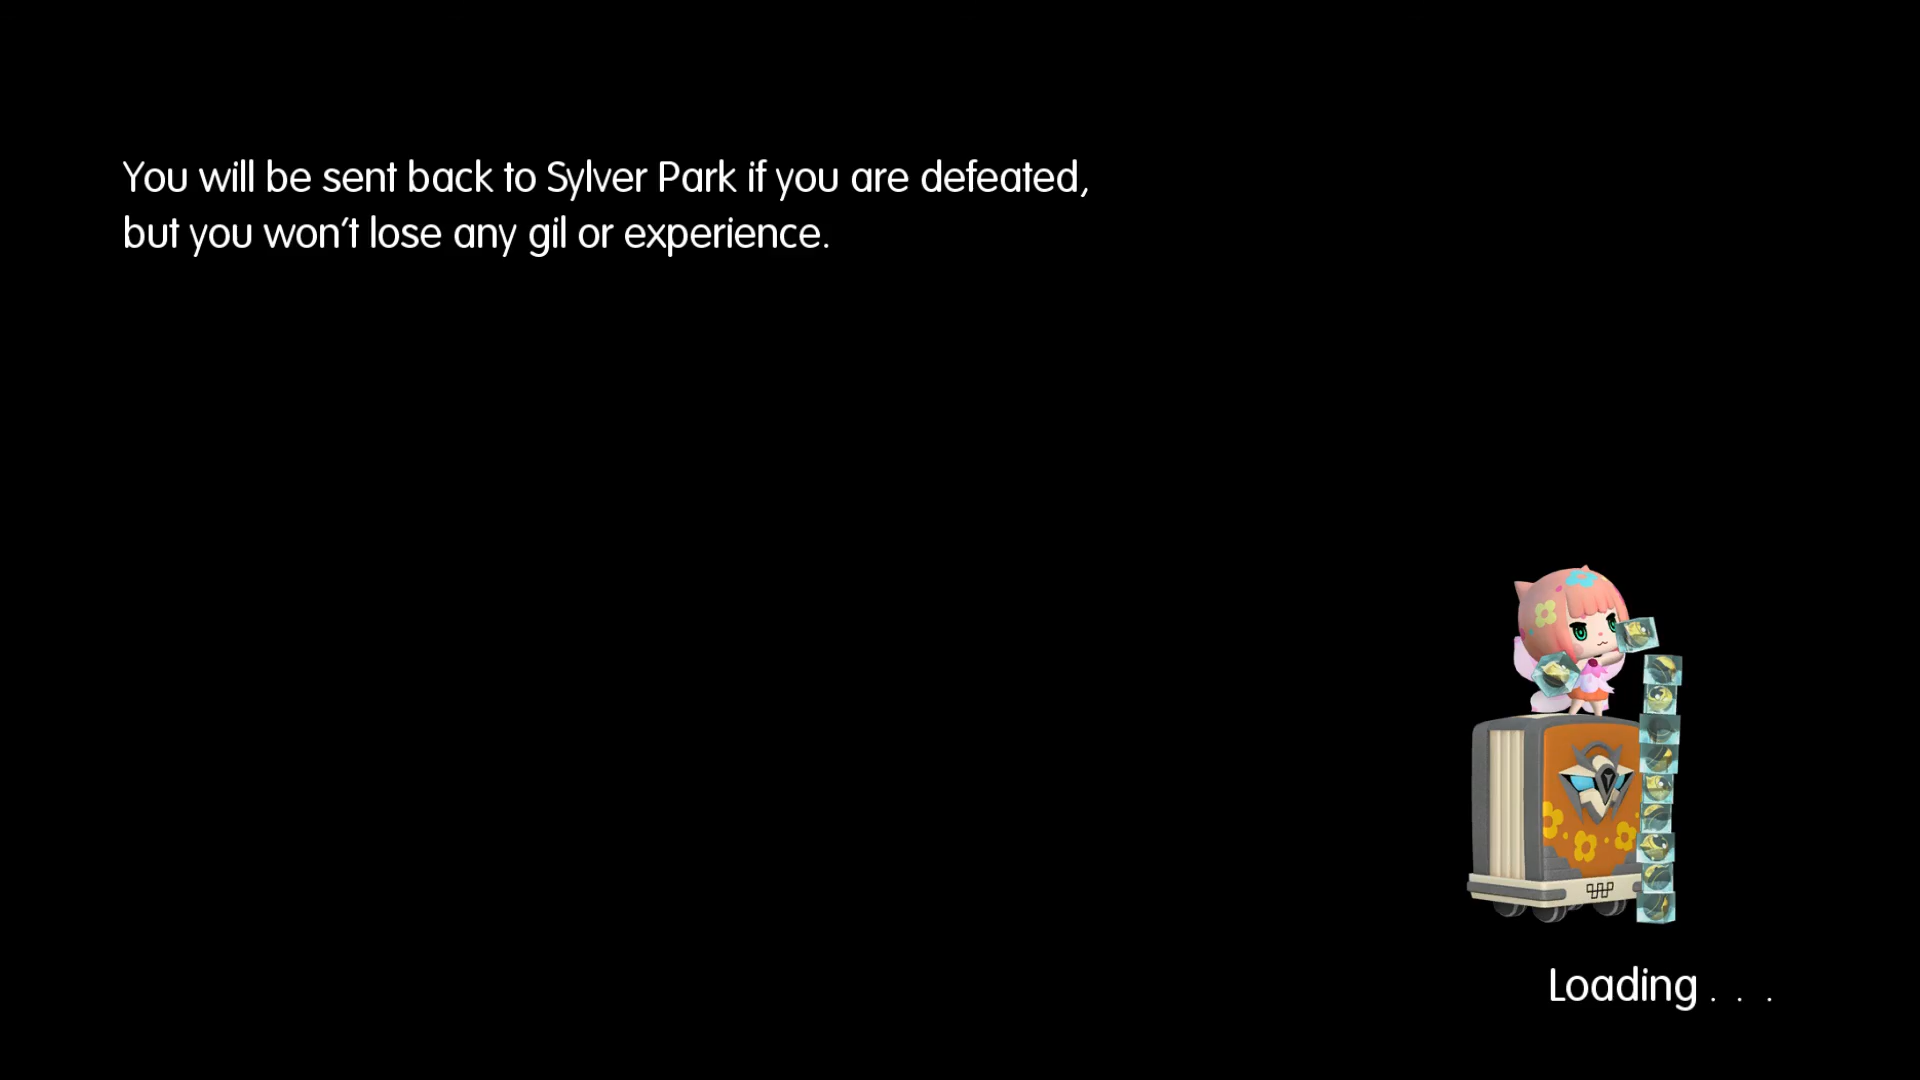 You will be sent back to Sylver Park if you are defeated,
but you won't lose any gil or experience.
Loading . . .